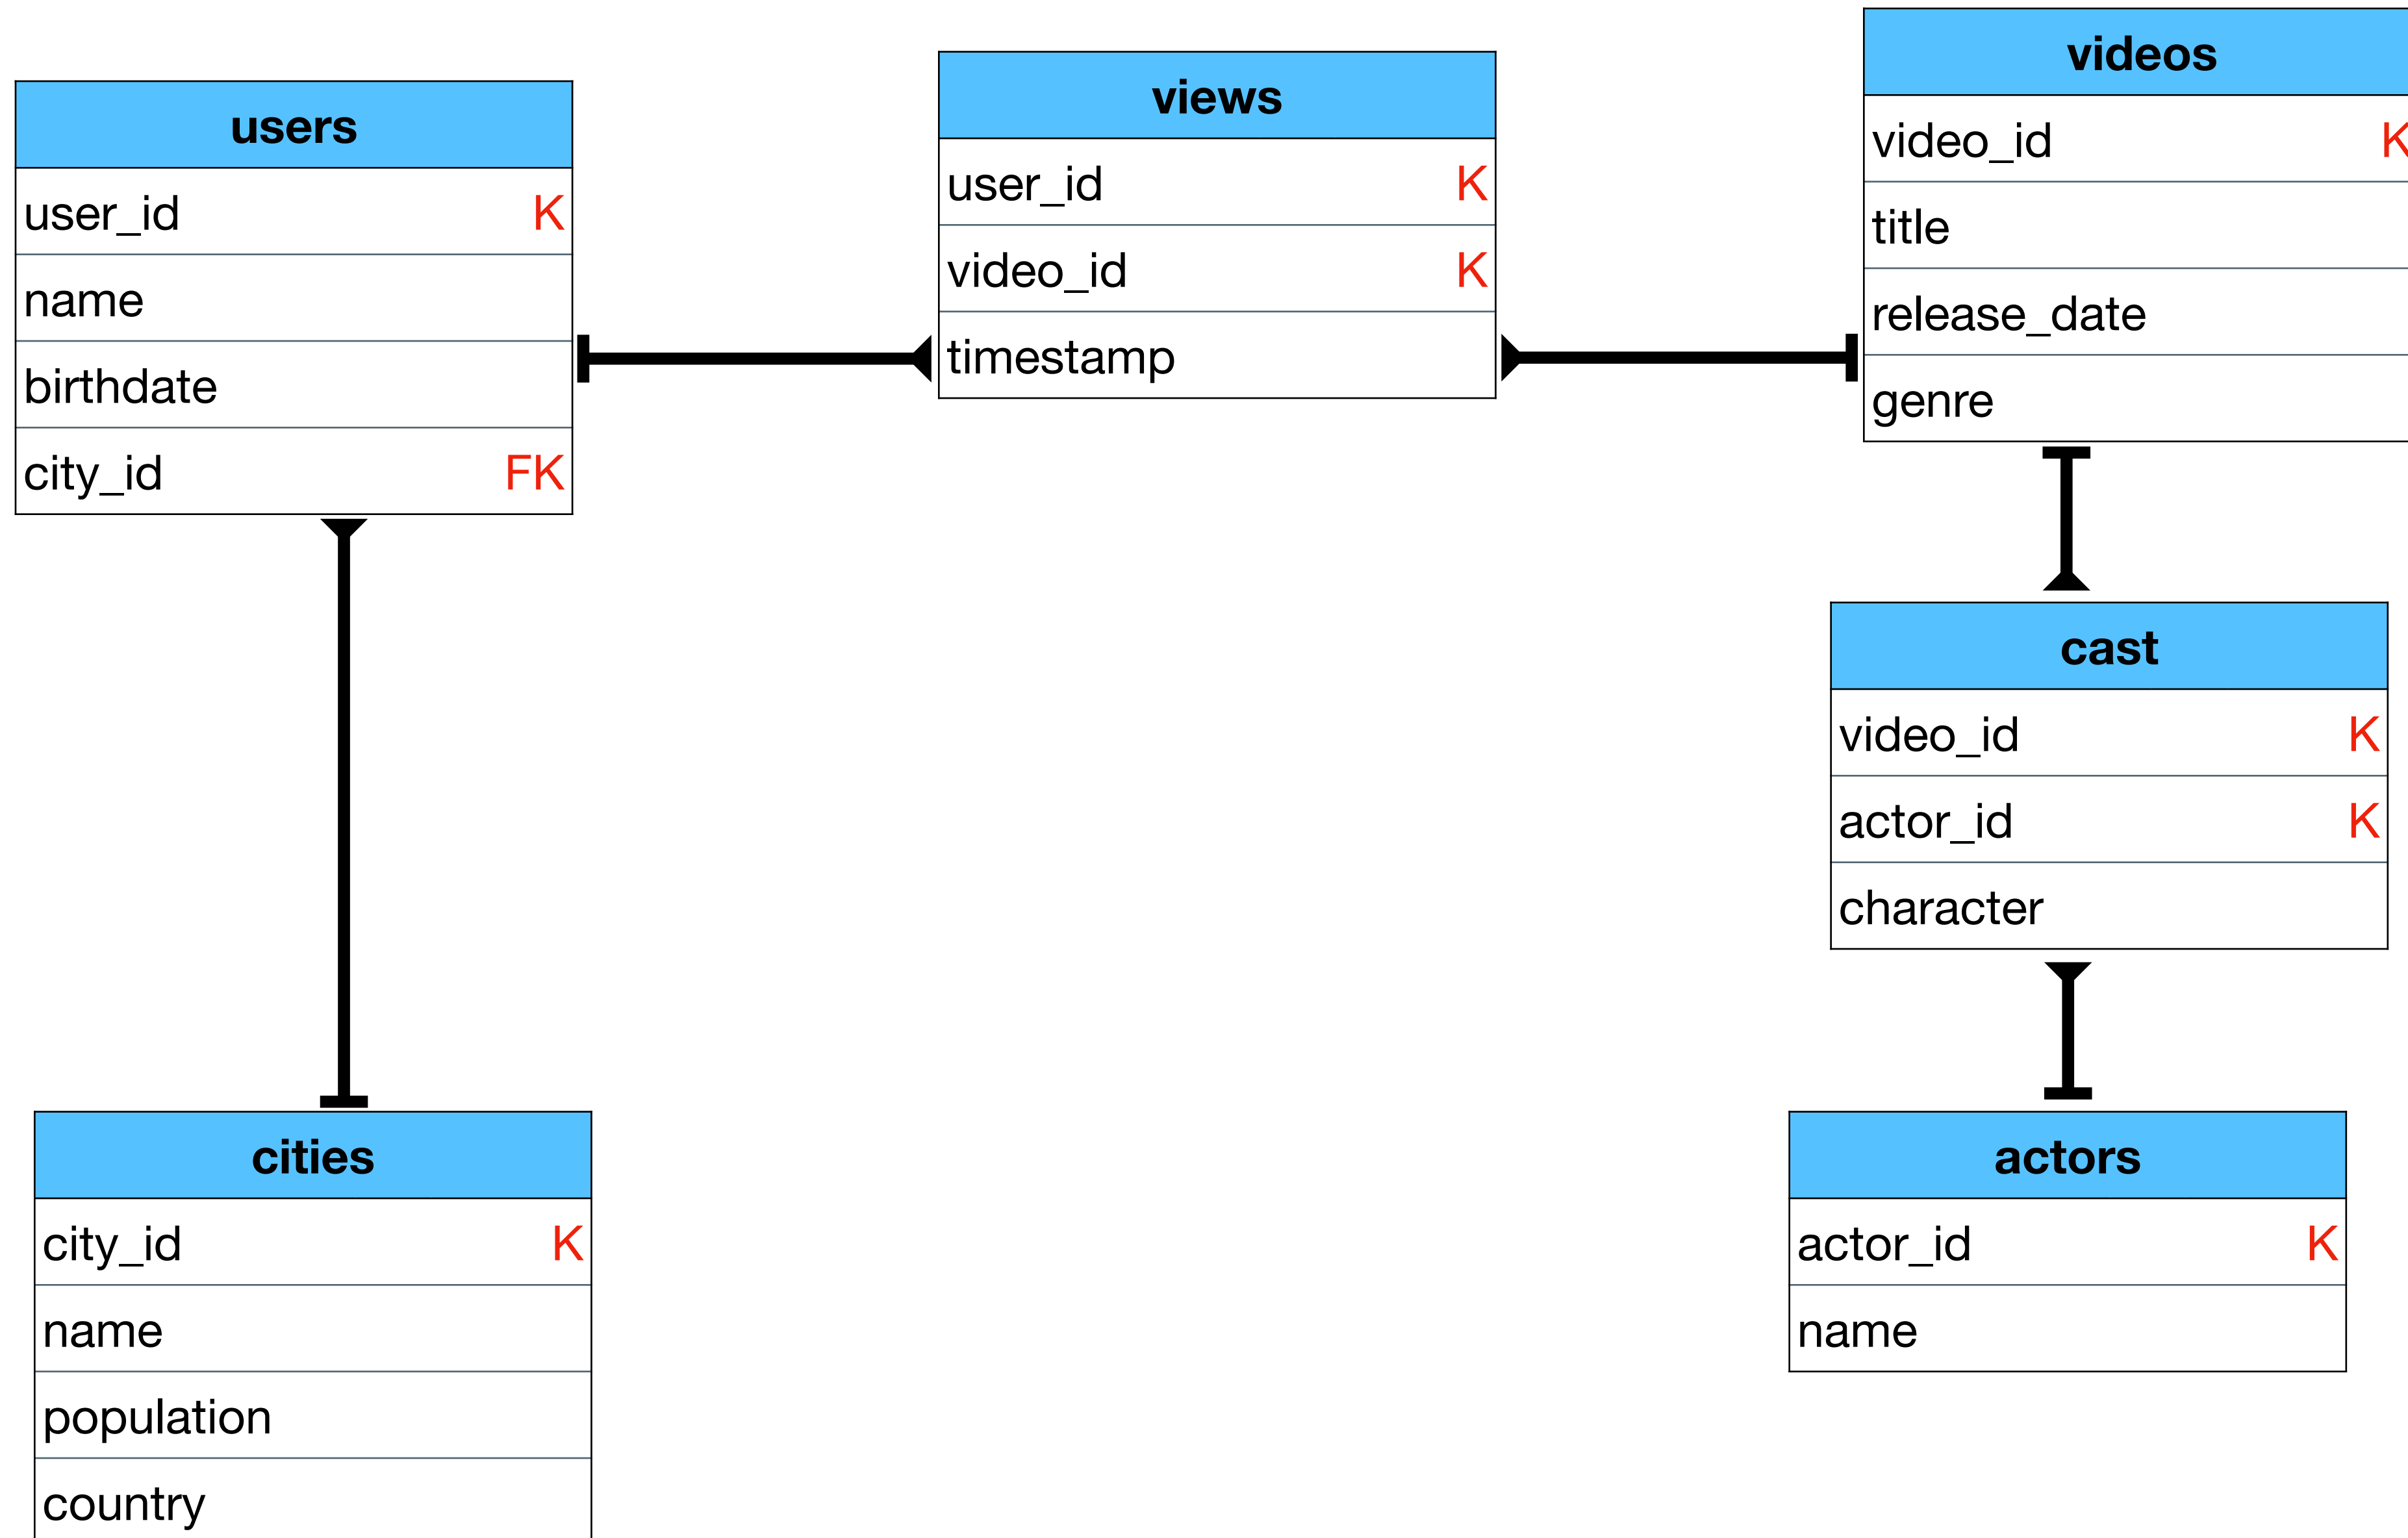 users
user_id K
name
birthdate
city_id FK
views
user_id K
video_id K
timestamp
videos
video_id K
title
release_date
genre
cast
video_id K
actor_id K
character
cities
city_id K
name
population
country
actors
actor_id K
name